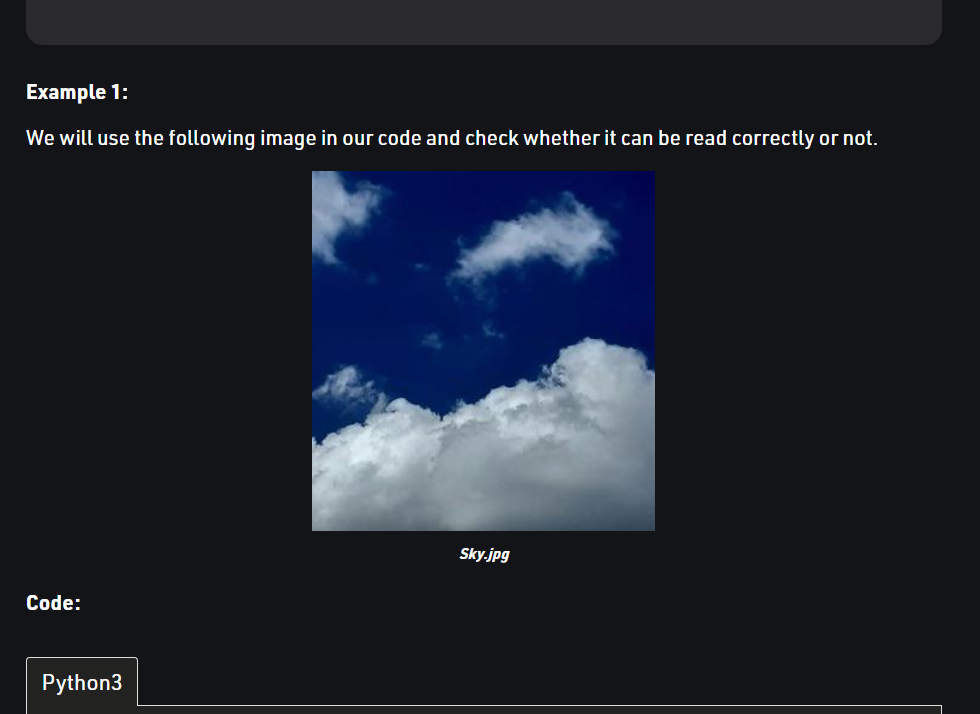 Example 1:
We will use the following image in our code and check whether it can be read correctly or not.
Sky.jpg
Code:
Python3